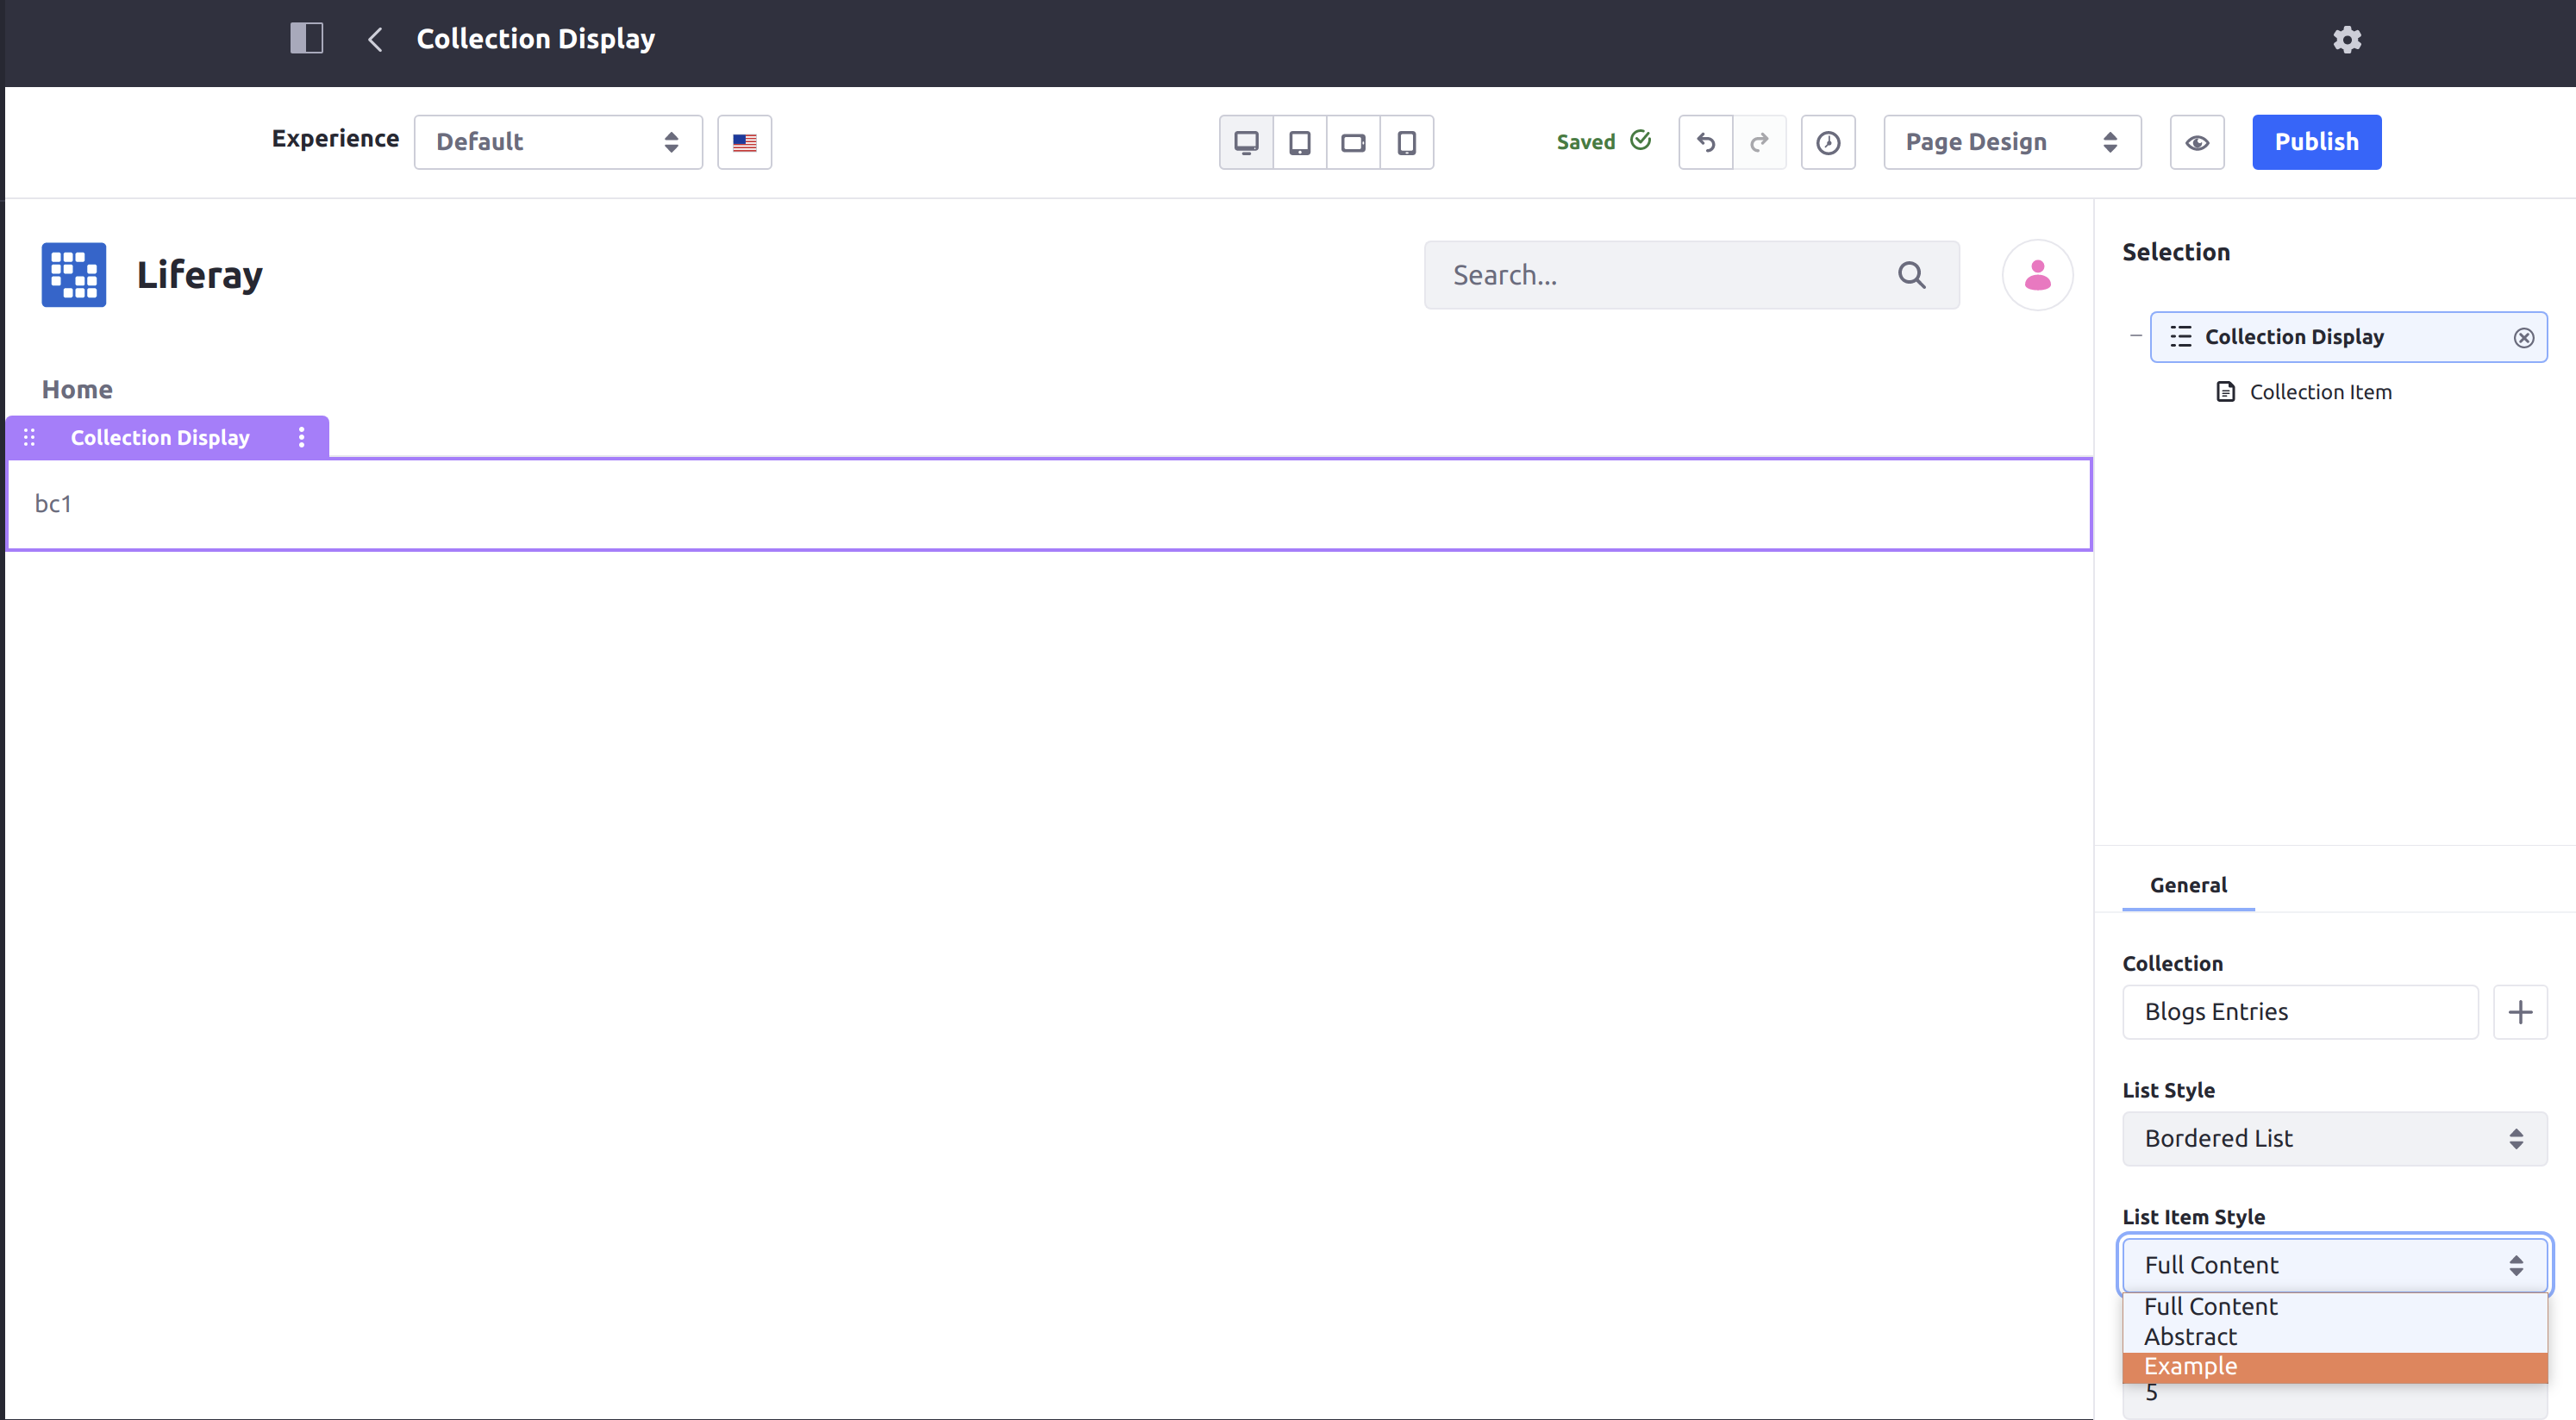 Collection Display
Experience Default Saved Page Design Publish
Liferay Search...
Home
Collection Display
bc1
Selection
Collection Display
Collection Item
General
Collection
Blogs Entries
List Style
Bordered List
List Item Style
Full Content
Full Content
Abstract
Example
5